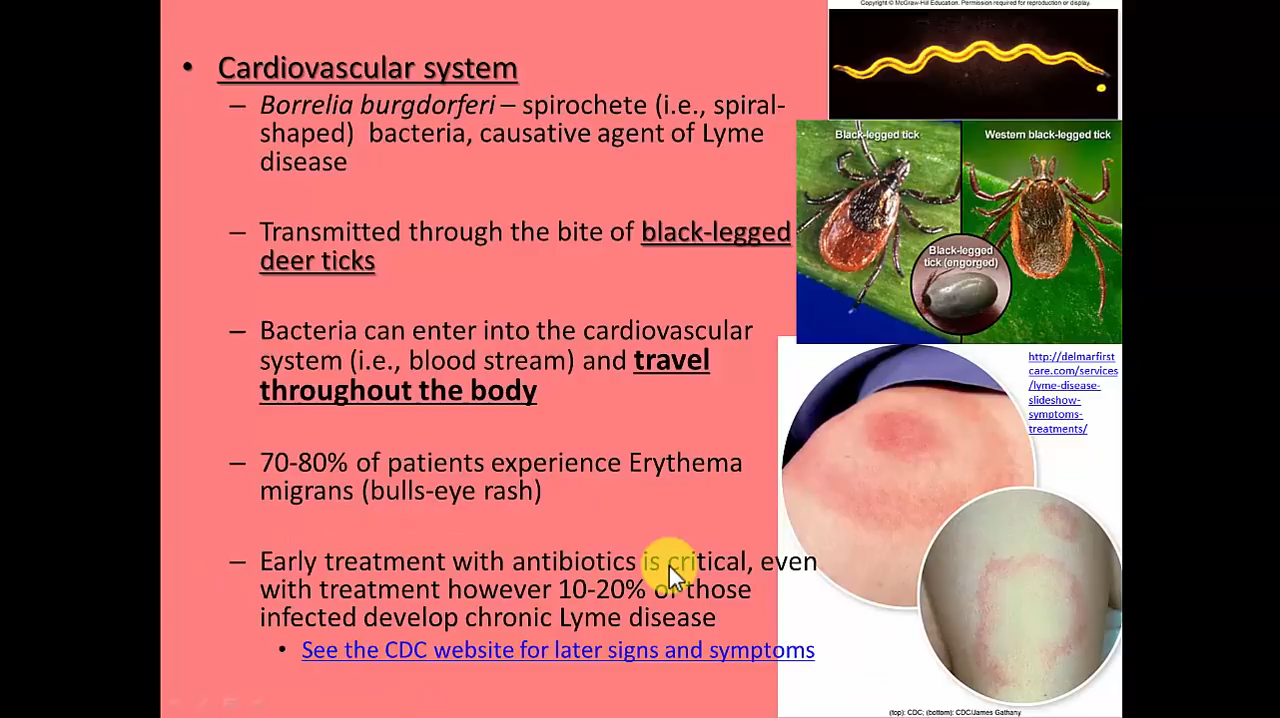 Copyright © McGraw-Hill Education. Permission required for reproduction or display.
• Cardiovascular system
– Borrelia burgdorferi – spirochete (i.e., spiral-
shaped) bacteria, causative agent of Lyme
disease
– Transmitted through the bite of black-legged
deer ticks
– Bacteria can enter into the cardiovascular
system (i.e., blood stream) and travel
throughout the body
– 70-80% of patients experience Erythema
migrans (bulls-eye rash)
– Early treatment with antibiotics is critical, even
with treatment however 10-20% of those
infected develop chronic Lyme disease
• See the CDC website for later signs and symptoms
Black-legged tick
Western black-legged tick
Black-legged
tick (engorged)
http://delmarfirst
care.com/services
/lyme-disease-
slideshow-
symptoms-
treatments/
(top): CDC; (bottom): CDC/James Gathany